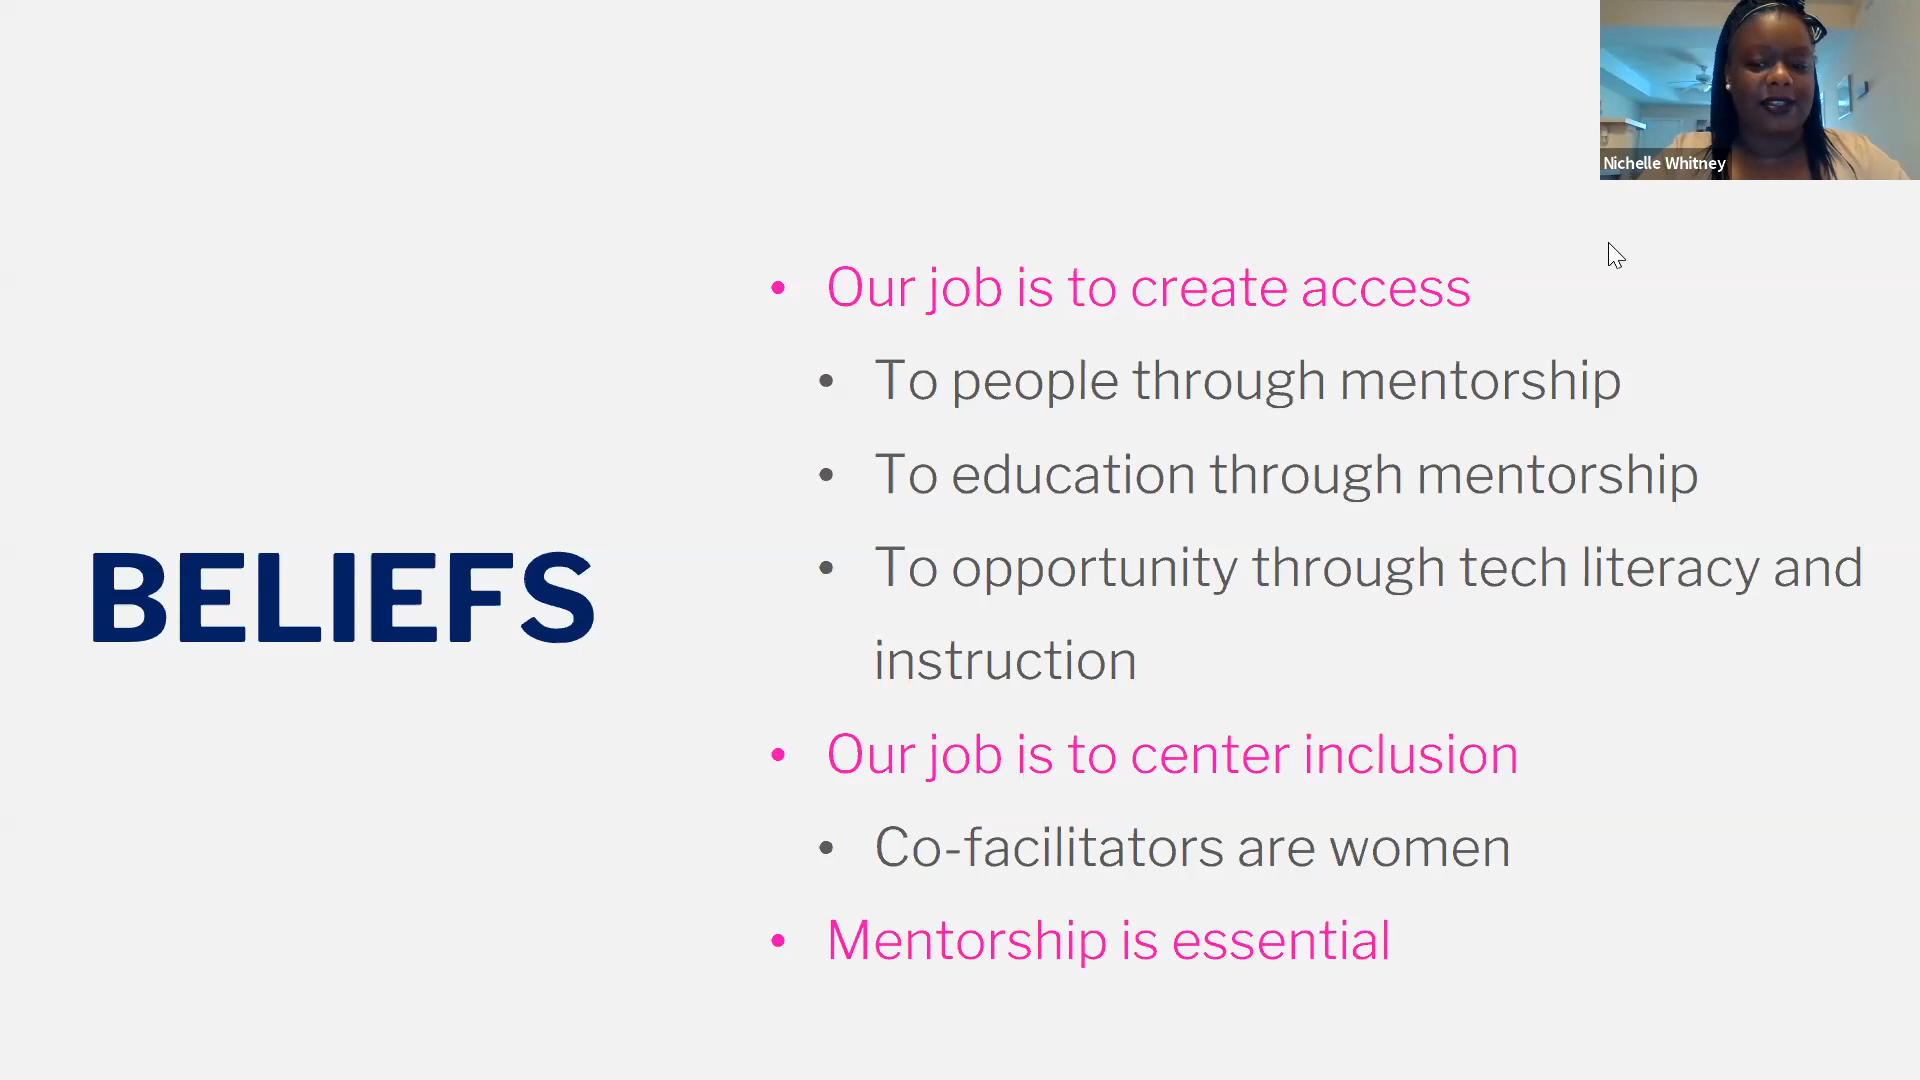 Nichelle Whitney
BELIEFS
• Our job is to create access
• To people through mentorship
• To education through mentorship
• To opportunity through tech literacy and
instruction
• Our job is to center inclusion
• Co-facilitators are women
• Mentorship is essential